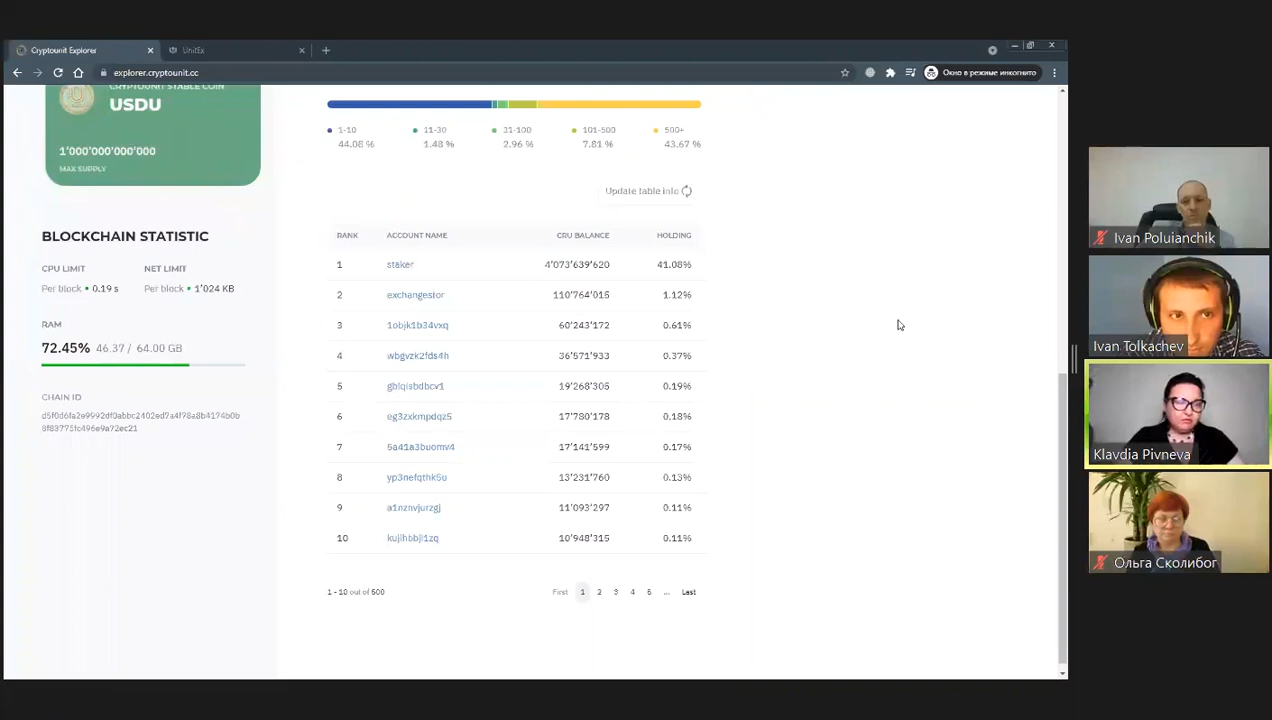 Cryptounit Explorer
UnitEx
explorer.cryptounit.cc
Окно в режиме инкогнито
CRYPTOUNIT STABLE COIN
USDU
1'000'000'000'000
MAX SUPPLY
BLOCKCHAIN STATISTIC
CPU LIMIT
NET LIMIT
Per block • 0.19 s
Per block • 1'024 KB
RAM
72.45% 46.37 / 64.00 GB
CHAIN ID
1-10
11-30
31-100
101-500
500+
44.08 %
1.48 %
2.96 %
7.81 %
43.67 %
Update table info
RANK ACCOUNT NAME CRU BALANCE HOLDING
1 staker 4'073'639'620 41.08%
2 exchangestor 110'764'015 1.12%
3 1objk1b34vxq 60'243'172 0.61%
4 wbgvzk2fds4h 36'571'933 0.37%
5 19'268'305 0.19%
6 eg3zxkmpdqz5 17'780'178 0.18%
7 5a41a3buomv4 17'141'599 0.17%
8 yp3nefqthk5u 13'231'760 0.13%
9 a1nznvjurzgj 11'093'297 0.11%
10 10'948'315 0.11%
1 - 10 out of 500
First 1 2 3 4 5 ... Last
Ivan Poluianchik
Ivan Tolkachev
Klavdia Pivneva
Ольга Сколибог